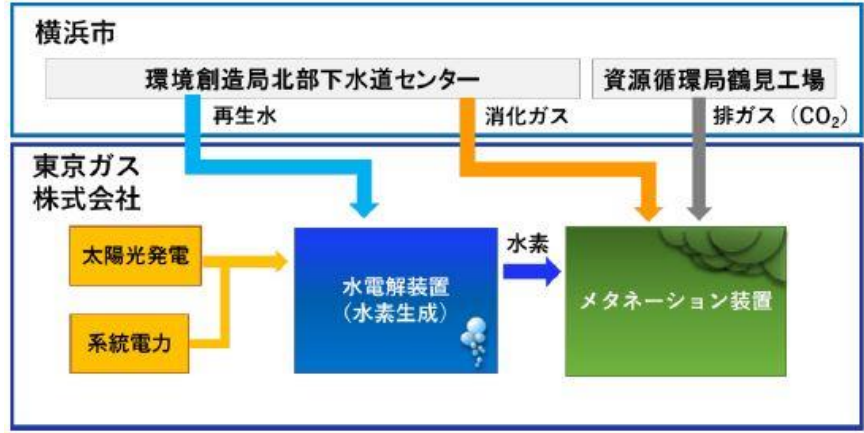 横浜市
環境創造局北部下水道センター
資源循環局鶴見工場
再生水
消化ガス
排ガス（CO₂）
東京ガス
株式会社
太陽光発電
系統電力
水電解装置
（水素生成）
水素
メタネーション装置